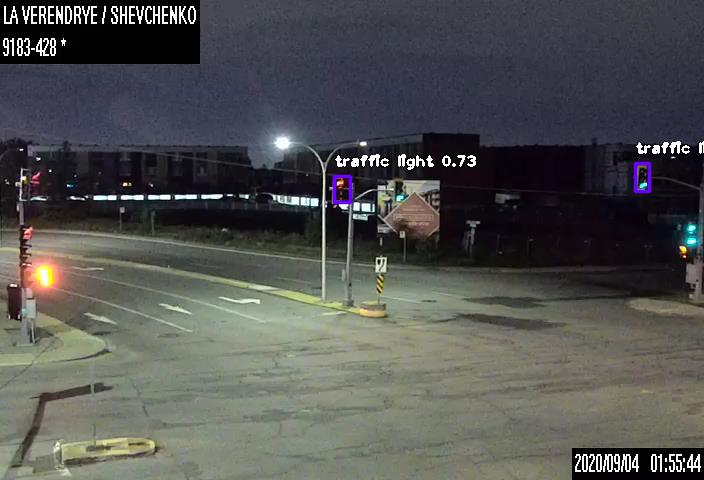 LA VERENDRYE / SHEVCHENKO
9183-428 *
traffic light 0.73
traffic l
2020/09/04 01:55:44